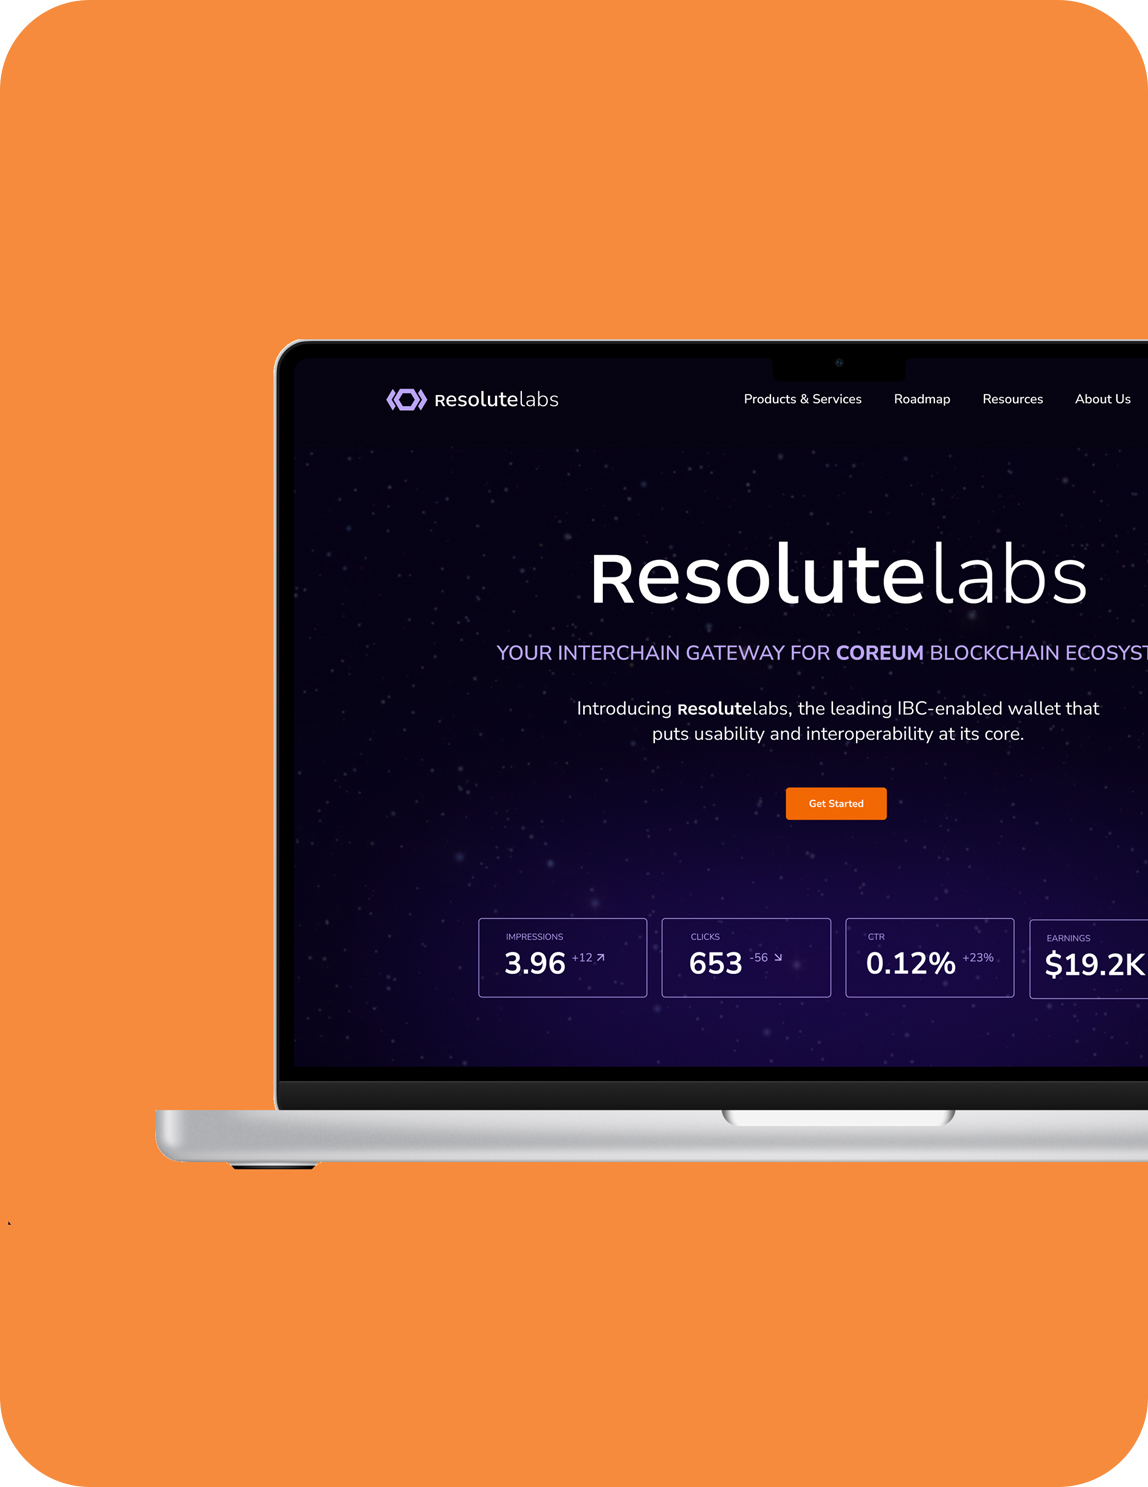 Resolutelabs
Products & Services Roadmap Resources About Us
Resolutelabs
YOUR INTERCHAIN GATEWAY FOR COREUM BLOCKCHAIN
Introducing Resolutelabs, the leading IBC-enabled wallet that
puts usability and interoperability at its core.
Get Started
IMPRESSIONS
3.96 +12
CLICKS
653 -56
CTR
0.12% +23%
EARNINGS
$19.2K